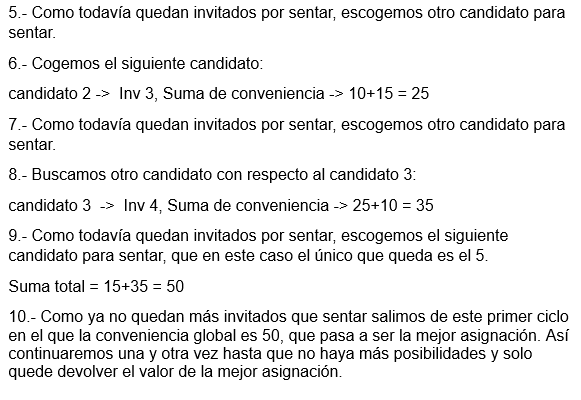 5.- Como todavía quedan invitados por sentar, escogemos otro candidato para
sentar.
6.- Cogemos el siguiente candidato:
candidato 2 -> Inv 3, Suma de conveniencia -> 10+15 = 25
7.- Como todavía quedan invitados por sentar, escogemos otro candidato para
sentar.
8.- Buscamos otro candidato con respecto al candidato 3:
candidato 3 -> Inv 4, Suma de conveniencia -> 25+10 = 35
9.- Como todavía quedan invitados por sentar, escogemos el siguiente
candidato para sentar, que en este caso el único que queda es el 5.
Suma total = 15+35 = 50
10.- Como ya no quedan más invitados que sentar salimos de este primer ciclo
en el que la conveniencia global es 50, que pasa a ser la mejor asignación. Así
continuaremos una y otra vez hasta que no haya más posibilidades y solo
quede devolver el valor de la mejor asignación.